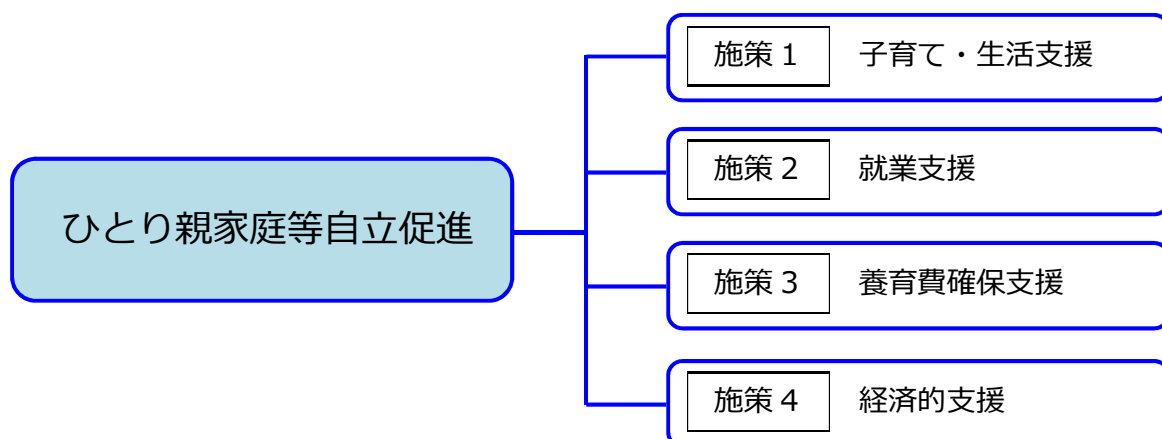 施策１ 子育て・生活支援
施策２ 就業支援
ひとり親家庭等自立促進
施策３ 養育費確保支援
施策４ 経済的支援